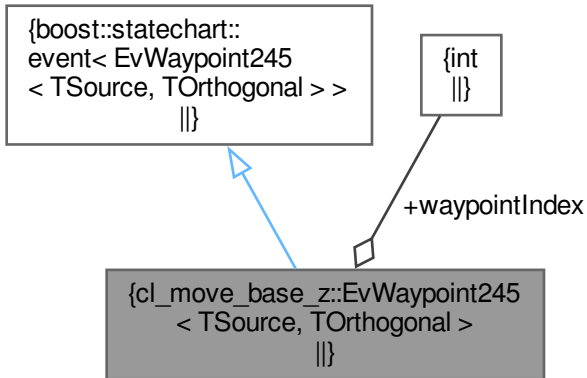 {boost::statechart::
event< EvWaypoint245
< TSource, TOrthogonal > >
||}
{int
||}
+waypointIndex
{cl_move_base_z::EvWaypoint245
< TSource, TOrthogonal >
||}